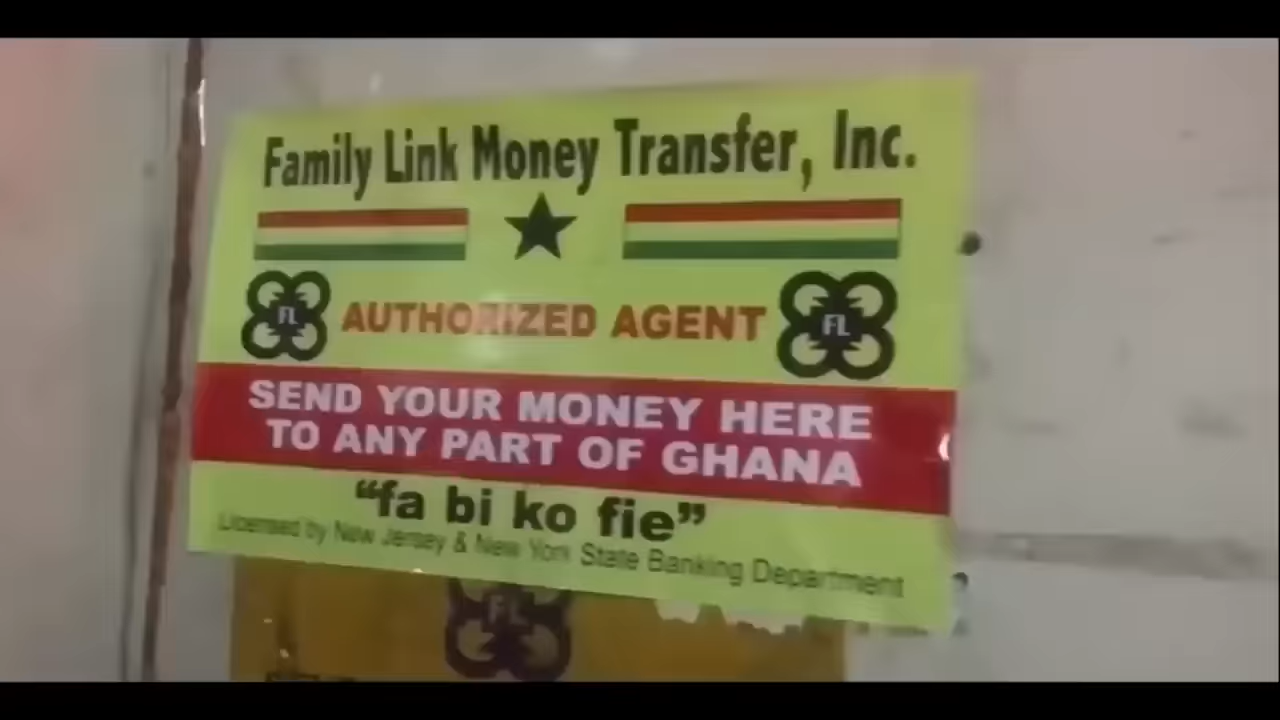 Family Link Money Transfer, Inc.
FL
AUTHORIZED AGENT
FL
SEND YOUR MONEY HERE
TO ANY PART OF GHANA
“fa bi ko fie”
Licensed by New Jersey & New York State Banking Department
FL